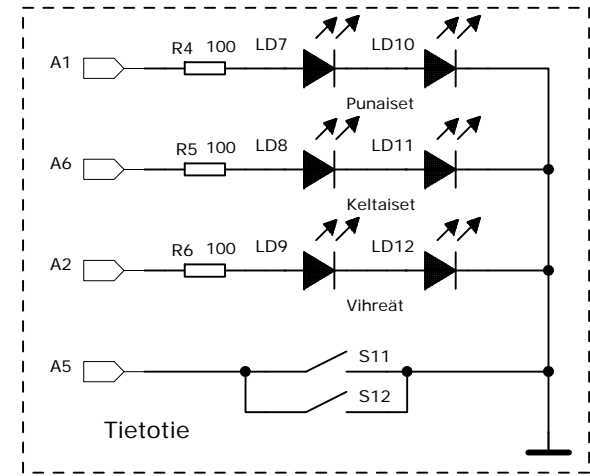 A1 R4 100 LD7 LD10
Punaiset
A6 R5 100 LD8 LD11
Keltaiset
A2 R6 100 LD9 LD12
Vihreät
A5 S11
S12
Tietotie